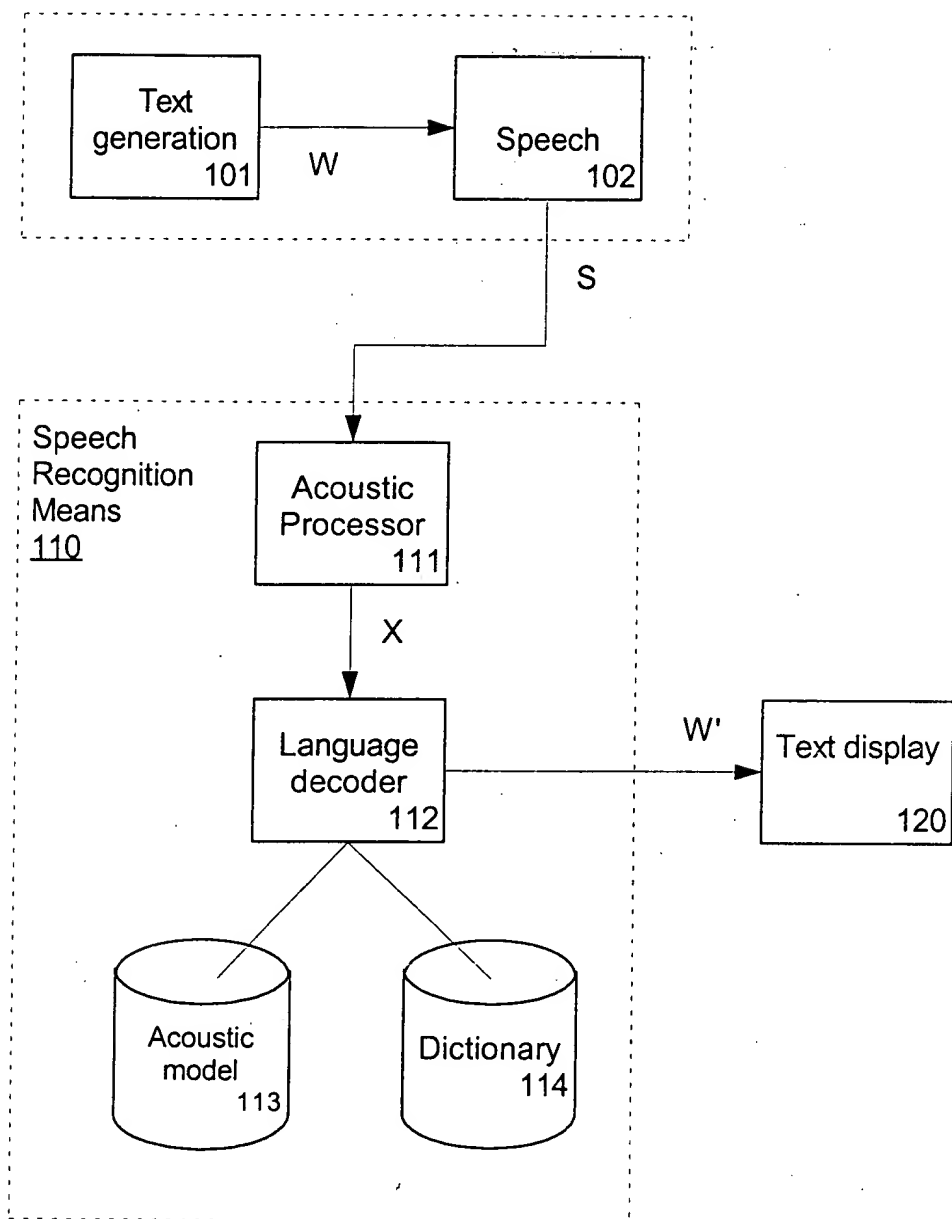 Text
generation
101
W
Speech
102
S
Speech
Recognition
Means
110
Acoustic
Processor
111
X
Language
decoder
112
W'
Text display
120
Acoustic
model
113
Dictionary
114